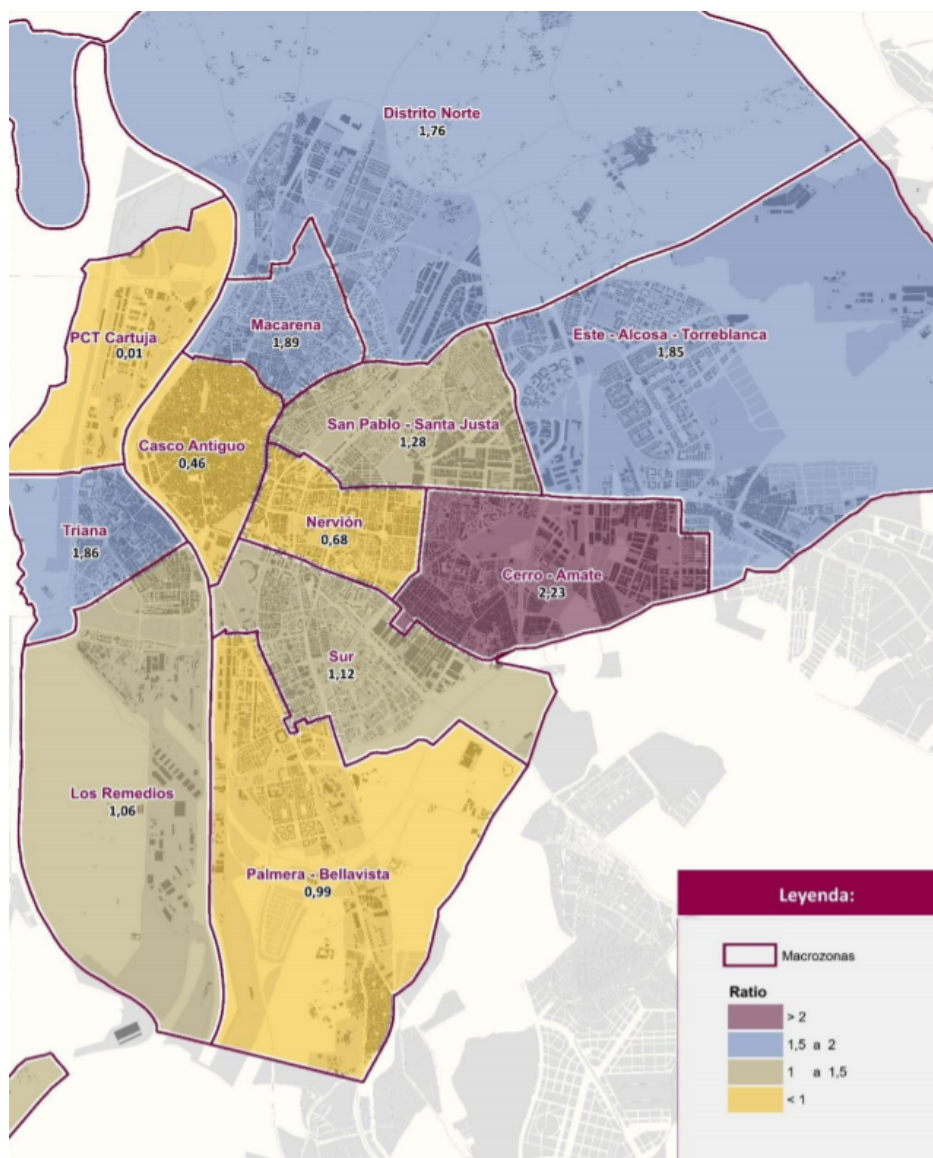 Distrito Norte
1,76
PCT Cartuja
0,01
Macarena
1,89
Este - Alcosa - Torreblanca
1,85
San Pablo - Santa Justa
1,28
Casco Antiguo
0,46
Nervión
0,68
Triana
1,86
Cerro - Amate
2,23
Sur
1,12
Los Remedios
1,06
Palmera - Bellavista
0,99
Leyenda:
Macrozonas
Ratio
> 2
1,5 a 2
1 a 1,5
< 1